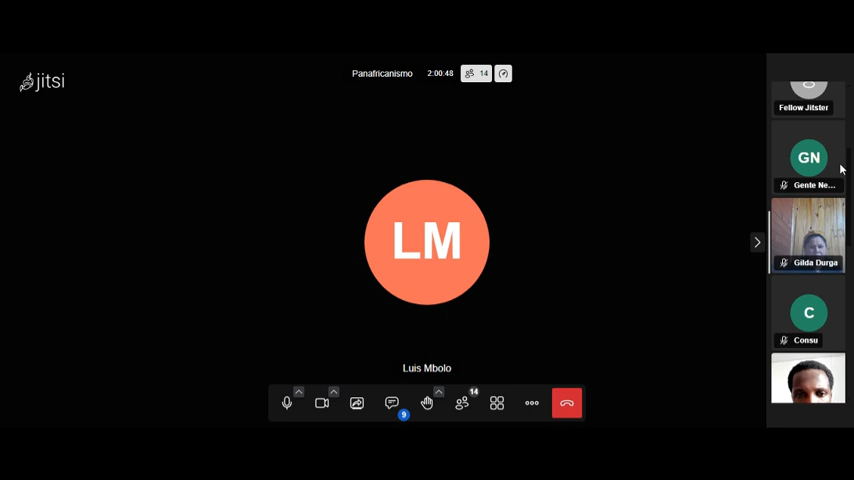 jitsi
Panafricanismo 2:00:48 14
Fellow Jitster
GN
Gente Ne...
LM
Gilda Durga
C
Consu
Luis Mbolo
14
9